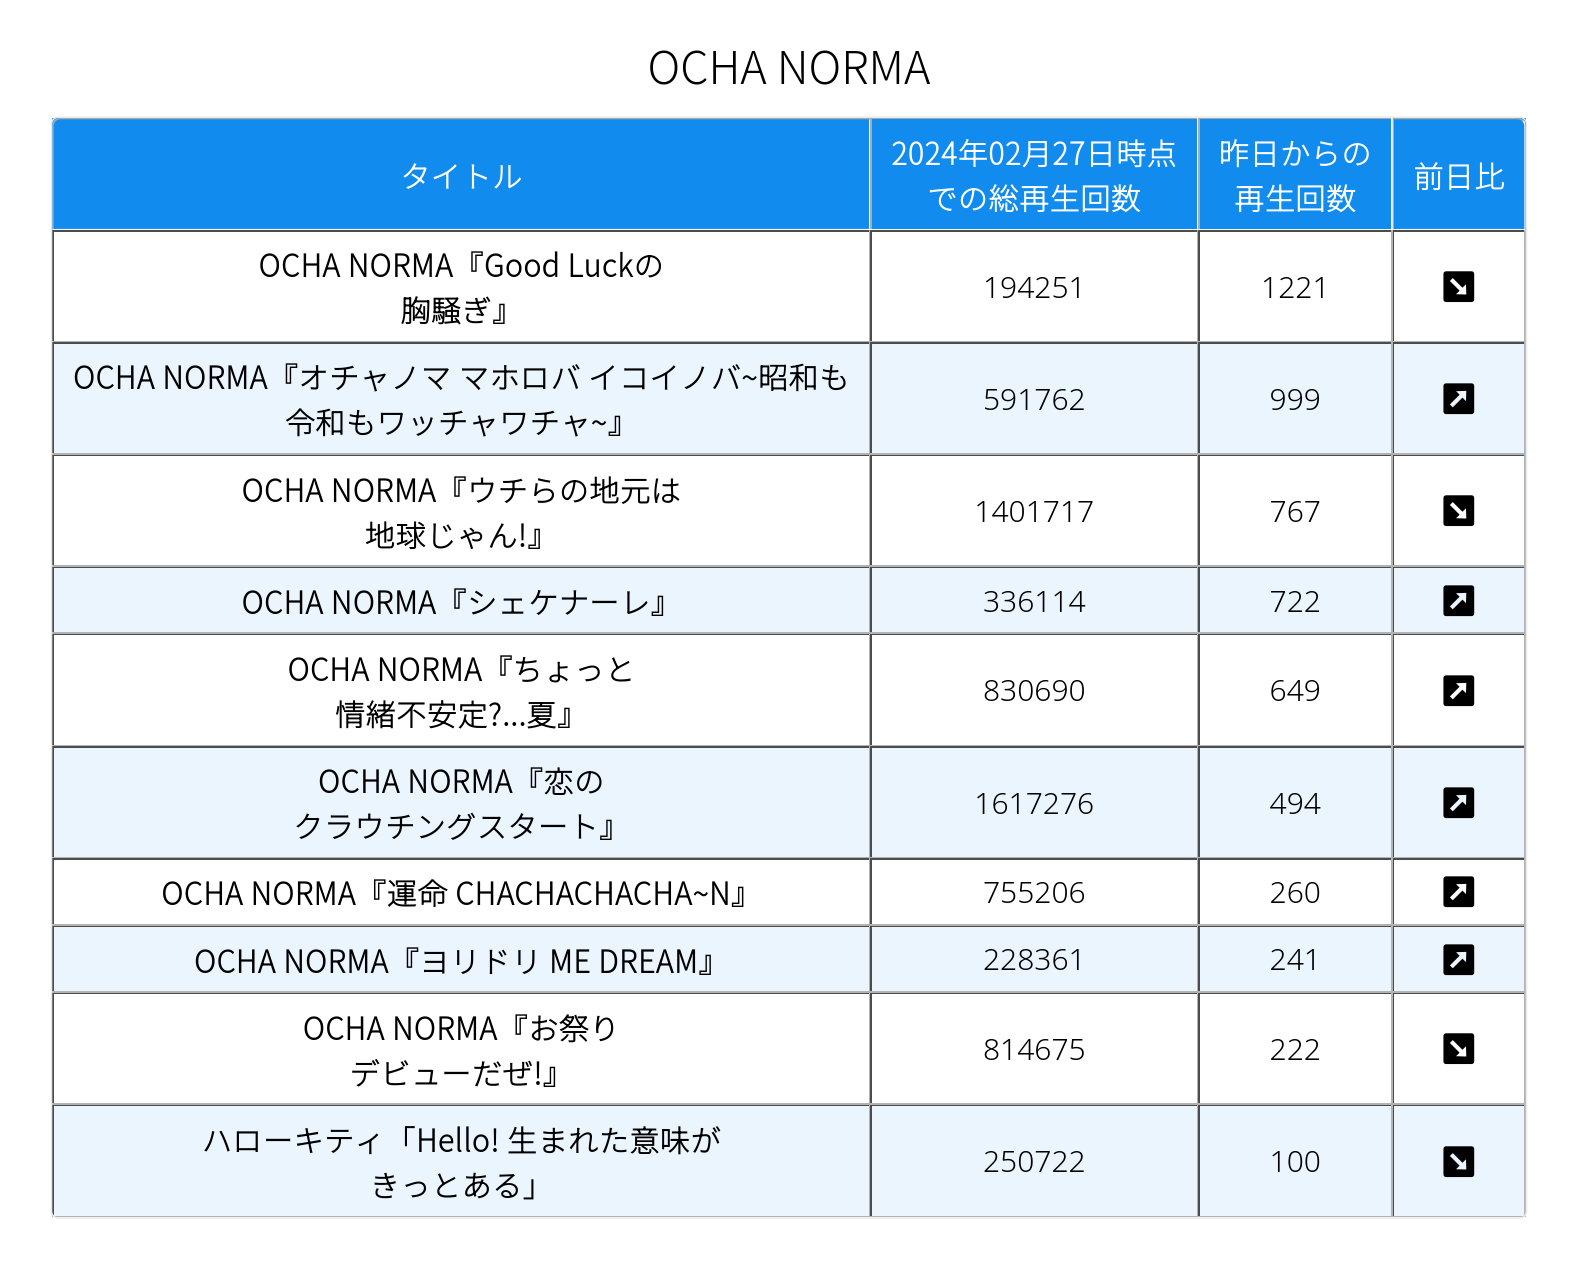 OCHA NORMA
タイトル
2024年02月27日時点
での総再生回数
昨日からの
再生回数
前日比
OCHA NORMA『Good Luckの
胸騒ぎ』
194251
1221
OCHA NORMA『オチャノマ マホロバ イコイノバ~昭和も
令和もワッチャワチャ~』
591762
999
OCHA NORMA『ウチらの地元は
地球じゃん!』
1401717
767
OCHA NORMA『シェケナーレ』
336114
722
OCHA NORMA『ちょっと
情緒不安定?...夏』
830690
649
OCHA NORMA『恋の
クラウチングスタート』
1617276
494
OCHA NORMA『運命 CHACHACHACHA~N』
755206
260
OCHA NORMA『ヨリドリ ME DREAM』
228361
241
OCHA NORMA『お祭り
デビューだぜ!』
814675
222
ハローキティ「Hello! 生まれた意味が
きっとある」
250722
100